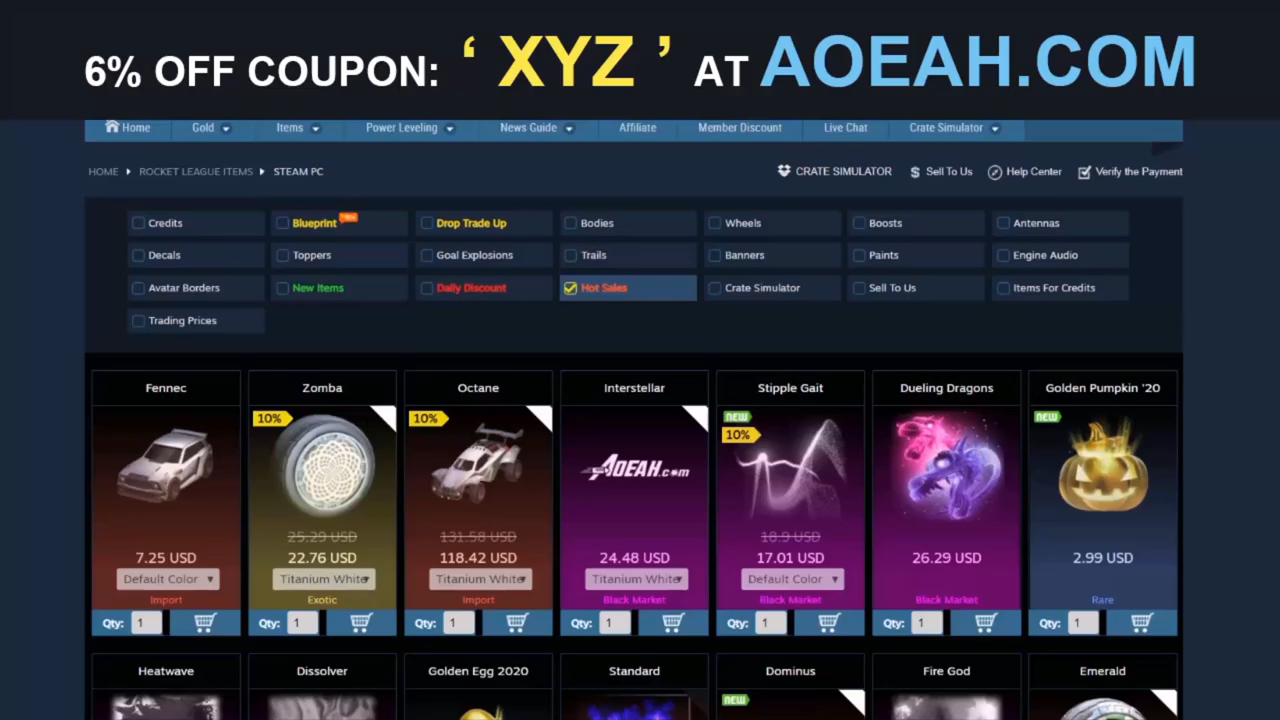 6% OFF COUPON: ‘ XYZ ’ AT AOEAH.COM
Home Gold Items Power Leveling News Guide Affiliate Member Discount Live Chat Crate Simulator
HOME ROCKET LEAGUE ITEMS STEAM PC CRATE SIMULATOR $ Sell To Us Help Center Verify the Payment
Credits Blueprint Drop Trade Up Bodies Wheels Boosts Antennas
Decals Toppers Goal Explosions Trails Banners Paints Engine Audio
Avatar Borders New Items Daily Discount Hot Sales Crate Simulator Sell To Us Items For Credits
Trading Prices
Fennec Zomba Octane Interstellar Stipple Gait Dueling Dragons Golden Pumpkin '20
10% 10% NEW NEW
10%
AOEAH.com
25.29 USD 131.58 USD 18.9 USD
7.25 USD 22.76 USD 118.42 USD 24.48 USD 17.01 USD 26.29 USD 2.99 USD
Default Color Titanium White Titanium White Titanium White Default Color
Import Exotic Import Black Market Black Market Black Market Rare
Qty: 1 Qty: 1 Qty: 1 Qty: 1 Qty: 1 Qty: 1 Qty: 1
Heatwave Dissolver Golden Egg 2020 Standard Dominus Fire God Emerald
NEW